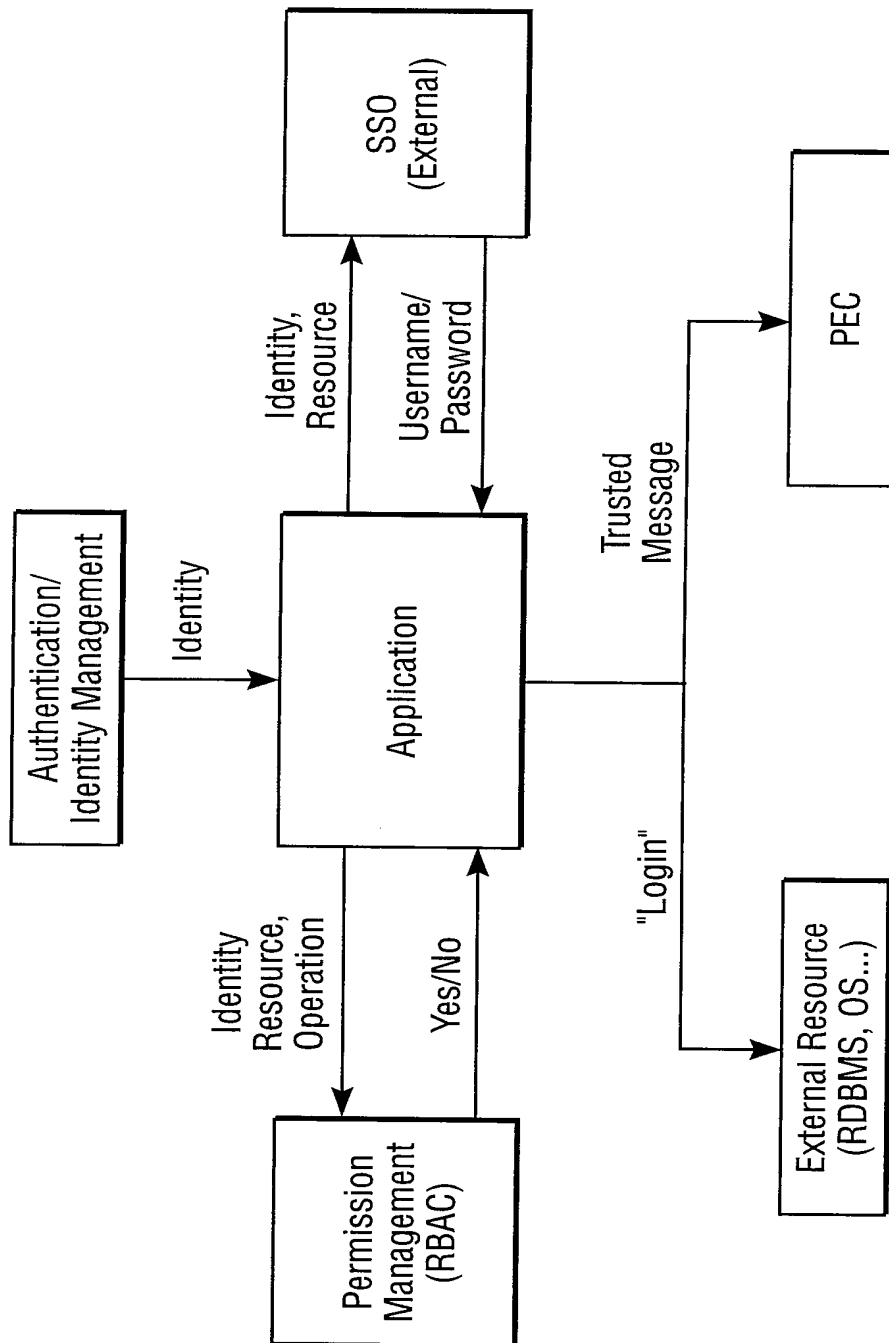 Authentication/
Identity Management
Identity
Permission
Management
(RBAC)
Identity
Resource,
Operation
Yes/No
Application
Identity,
Resource
Username/
Password
SSO
(External)
"Login"
Trusted
Message
External Resource
(RDBMS, OS...)
PEC